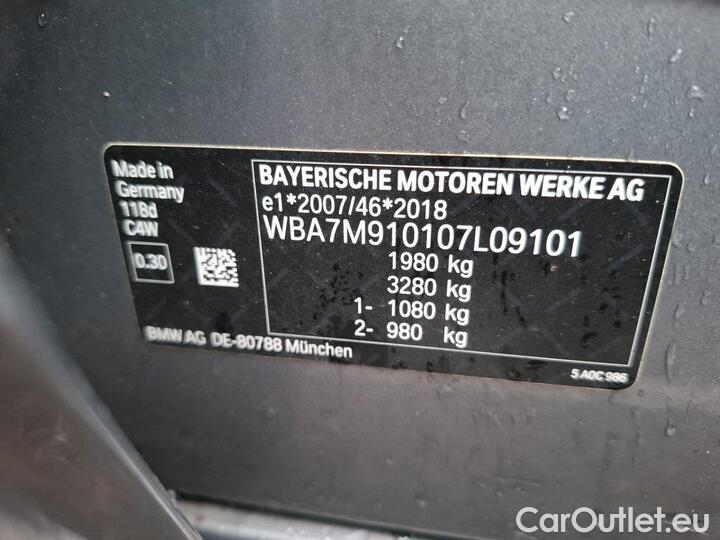 Made in
Germany
118d
C4W
0.30
BAYERISCHE MOTOREN WERKE AG
e1*2007/46*2018
WBA7M910107L09101
1980 kg
3280 kg
1- 1080 kg
2- 980 kg
BMW AG DE-80788 München
5 A0C 986
CarOutlet.eu